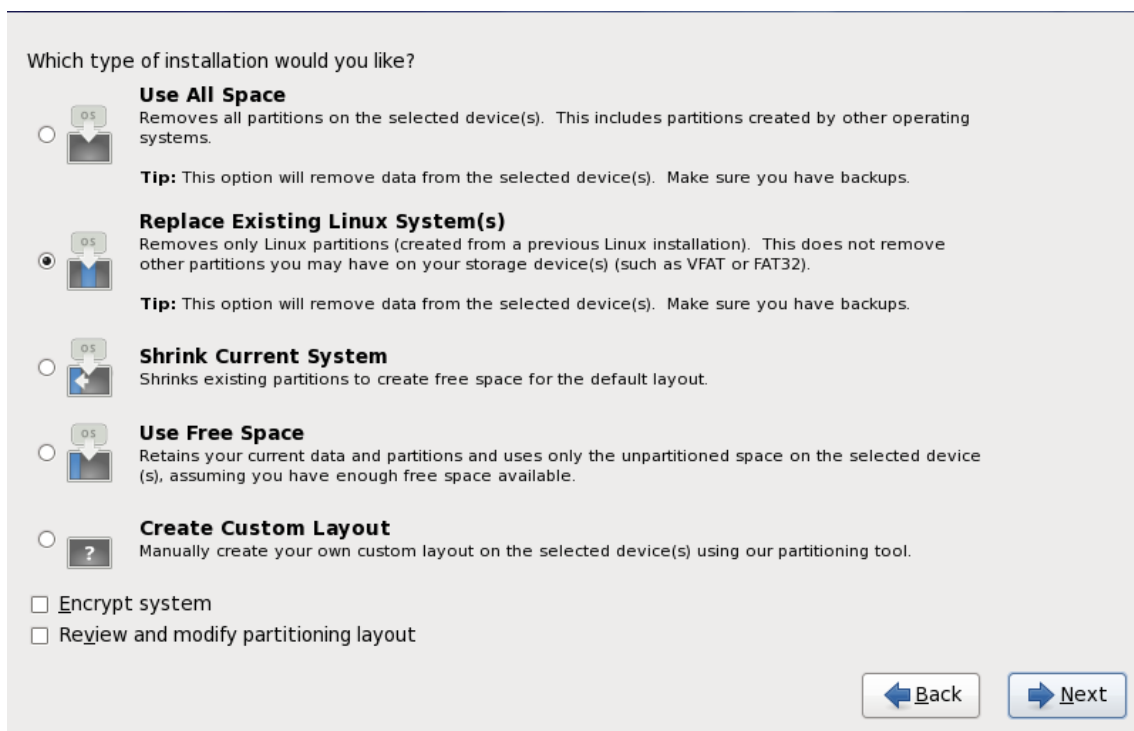 Which type of installation would you like?
OS
Use All Space
Removes all partitions on the selected device(s). This includes partitions created by other operating
systems.
Tip: This option will remove data from the selected device(s). Make sure you have backups.
OS
Replace Existing Linux System(s)
Removes only Linux partitions (created from a previous Linux installation). This does not remove
other partitions you may have on your storage device(s) (such as VFAT or FAT32).
Tip: This option will remove data from the selected device(s). Make sure you have backups.
OS
Shrink Current System
Shrinks existing partitions to create free space for the default layout.
OS
Use Free Space
Retains your current data and partitions and uses only the unpartitioned space on the selected device
(s), assuming you have enough free space available.
?
Create Custom Layout
Manually create your own custom layout on the selected device(s) using our partitioning tool.
Encrypt system
Review and modify partitioning layout
Back
Next